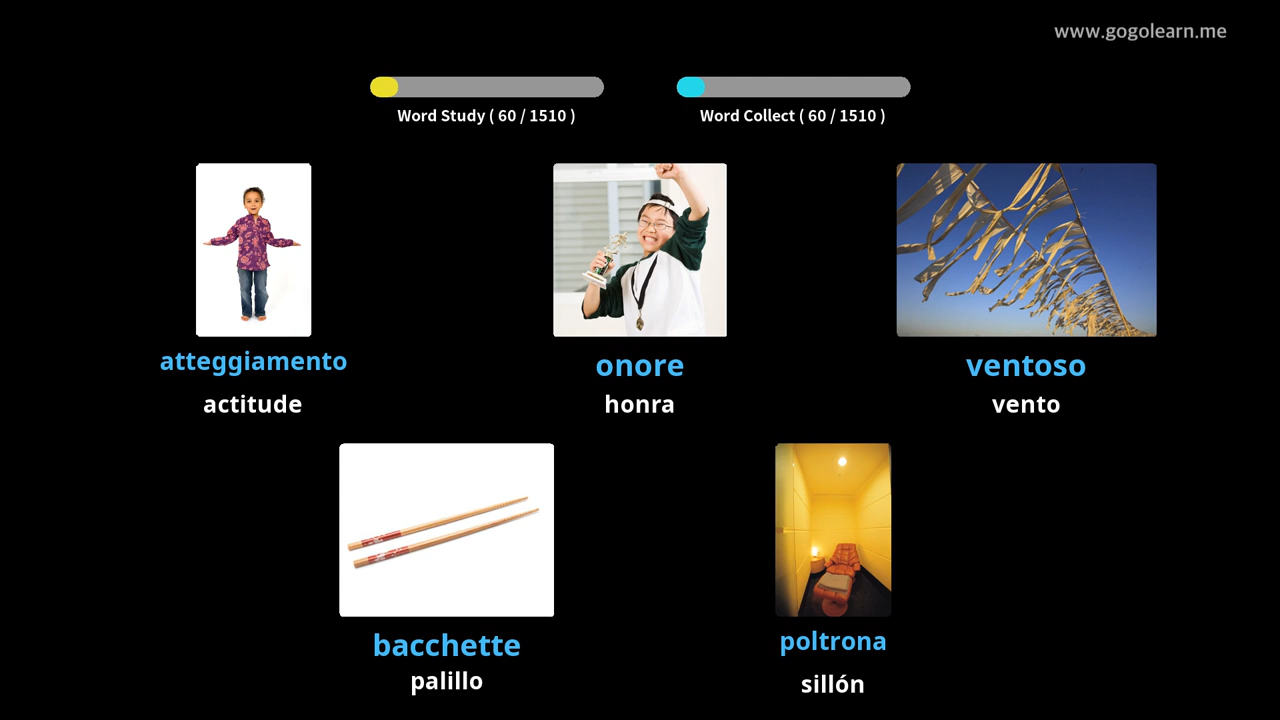 www.gogolearn.me
Word Study ( 60 / 1510 )
Word Collect ( 60 / 1510 )
atteggiamento
onore
ventoso
actitude
honra
vento
bacchette
poltrona
palillo
sillón